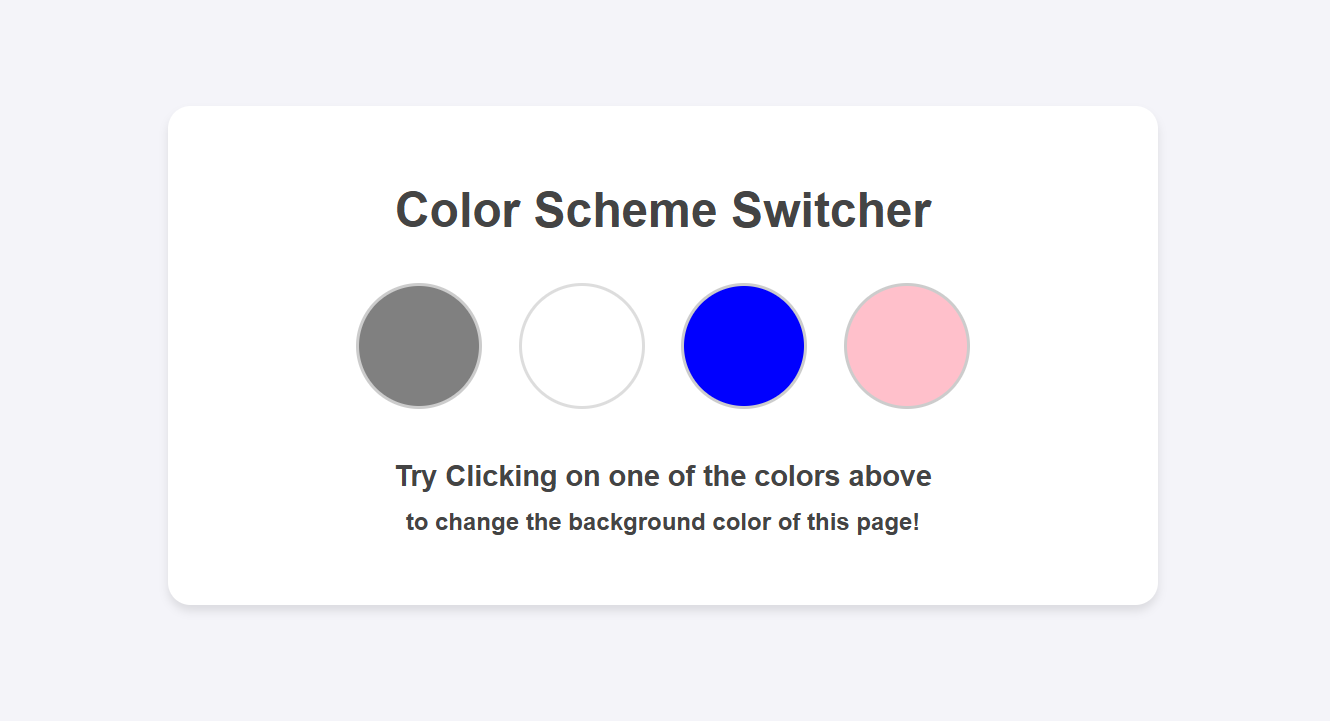 Color Scheme Switcher
Try Clicking on one of the colors above
to change the background color of this page!